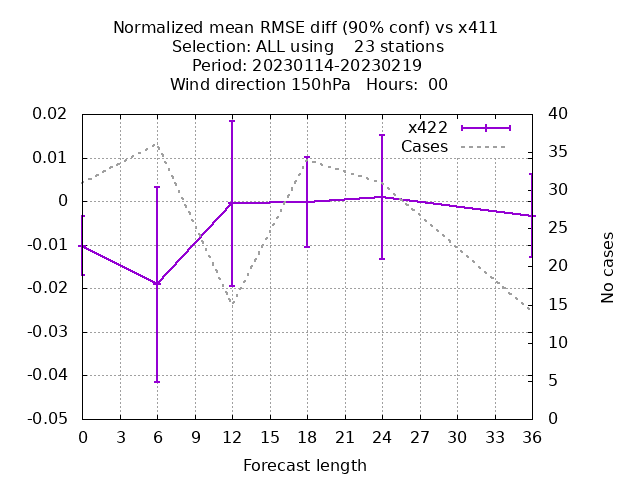 Normalized mean RMSE diff (90% conf) vs x411
Selection: ALL using    23 stations
Period: 20230114-20230219
Wind direction 150hPa   Hours:  00
x422
Cases
0.02
0.01
0
-0.01
-0.02
-0.03
-0.04
-0.05
40
35
30
25
20
15
10
5
0
No cases
0 3 6 9 12 15 18 21 24 27 30 33 36
Forecast length